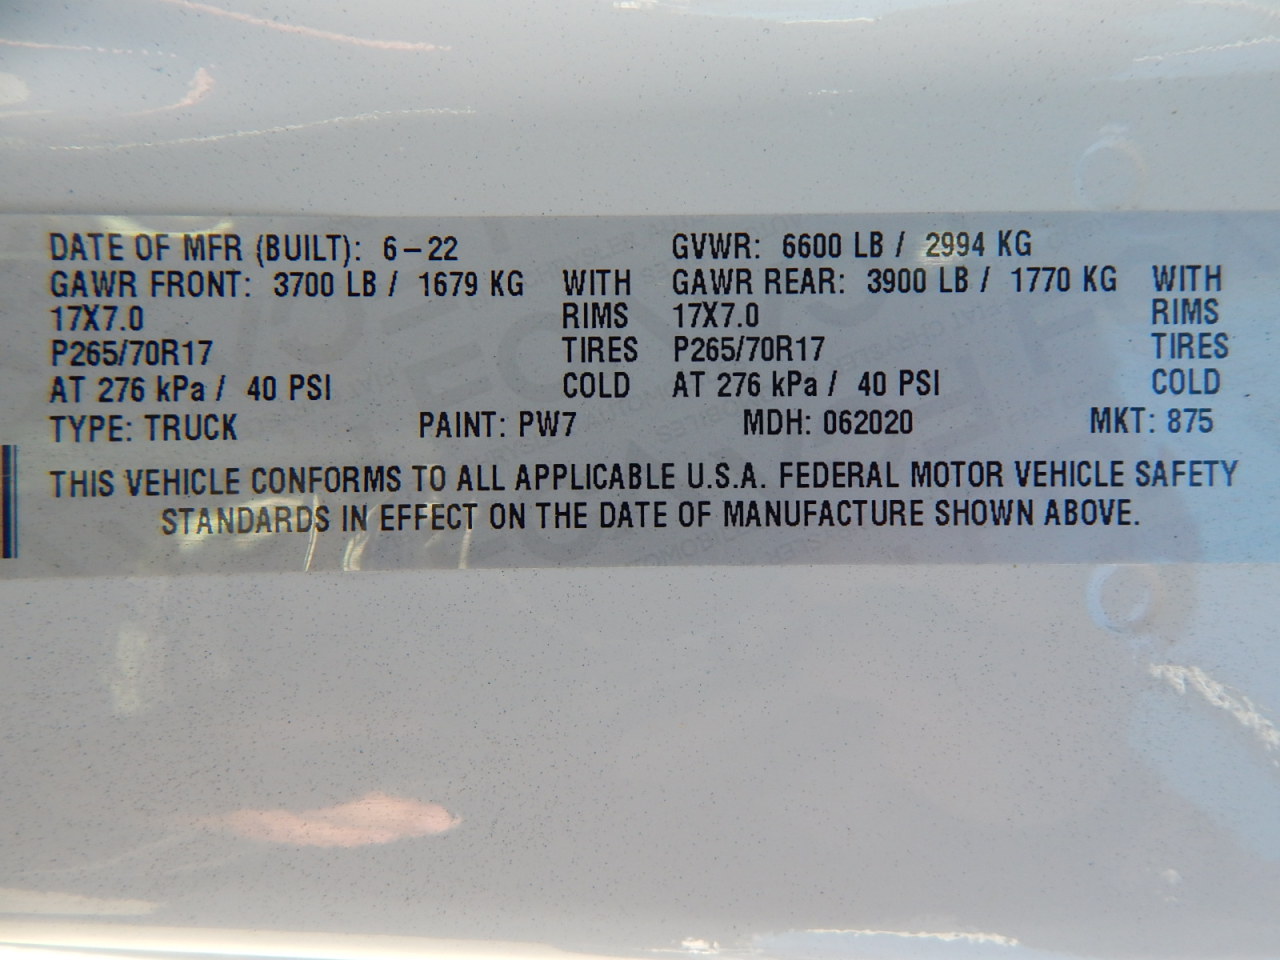 DATE OF MFR (BUILT): 6-22 GVWR: 6600 LB / 2994 KG
GAWR FRONT: 3700 LB / 1679 KG WITH GAWR REAR: 3900 LB / 1770 KG WITH
17X7.0 RIMS 17X7.0 RIMS
P265/70R17 TIRES P265/70R17 TIRES
AT 276 kPa / 40 PSI COLD AT 276 kPa / 40 PSI COLD
TYPE: TRUCK PAINT: PW7 MDH: 062020 MKT: 875
THIS VEHICLE CONFORMS TO ALL APPLICABLE U.S.A. FEDERAL MOTOR VEHICLE SAFETY
STANDARDS IN EFFECT ON THE DATE OF MANUFACTURE SHOWN ABOVE.